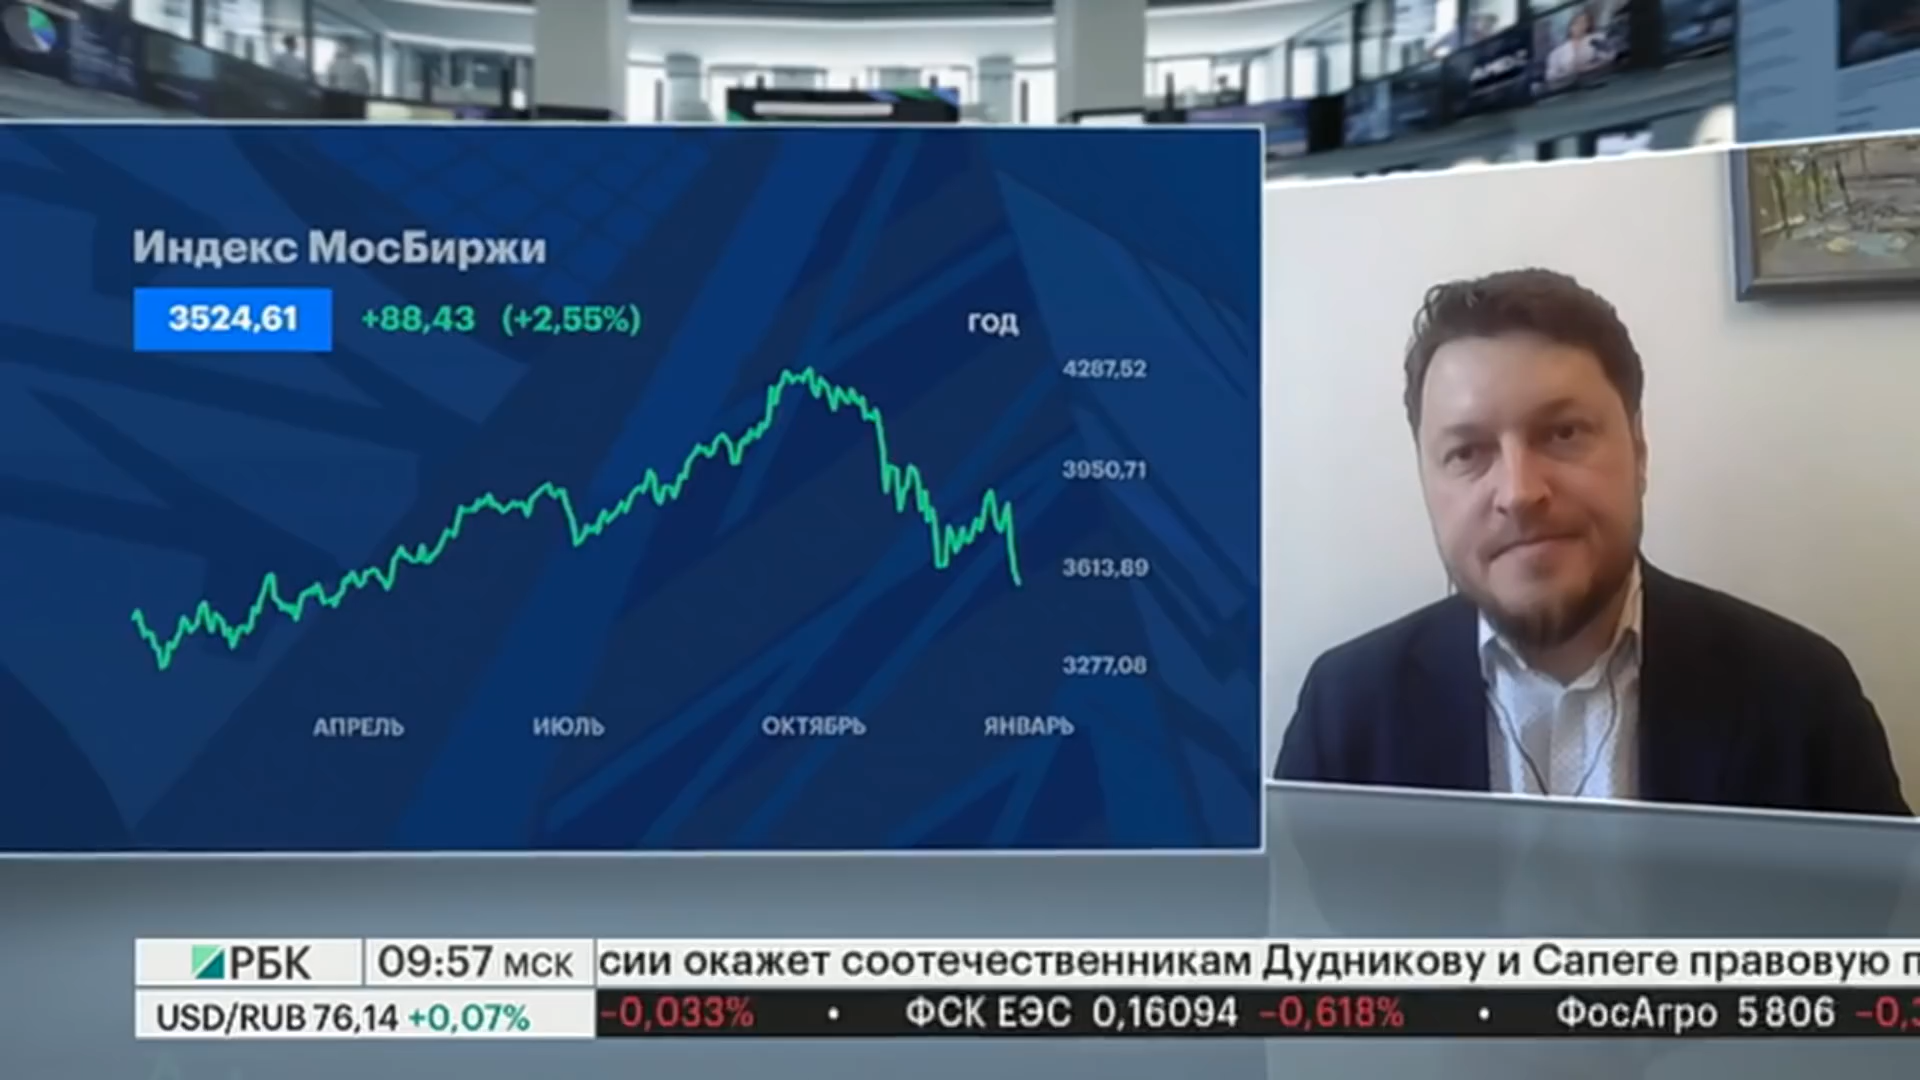 Индекс МосБиржи
3524,61 +88,43 (+2,55%)
ГОД
4287,52
3950,71
3613,89
3277,08
АПРЕЛЬ ИЮЛЬ ОКТЯБРЬ ЯНВАРЬ
РБК 09:57 МСК сии окажет соотечественникам Дудникову и Сапеге правовую п
USD/RUB 76,14 +0,07% -0,033% • ФСК ЕЭС 0,16094 -0,618% • ФосАгро 5 806 -0,